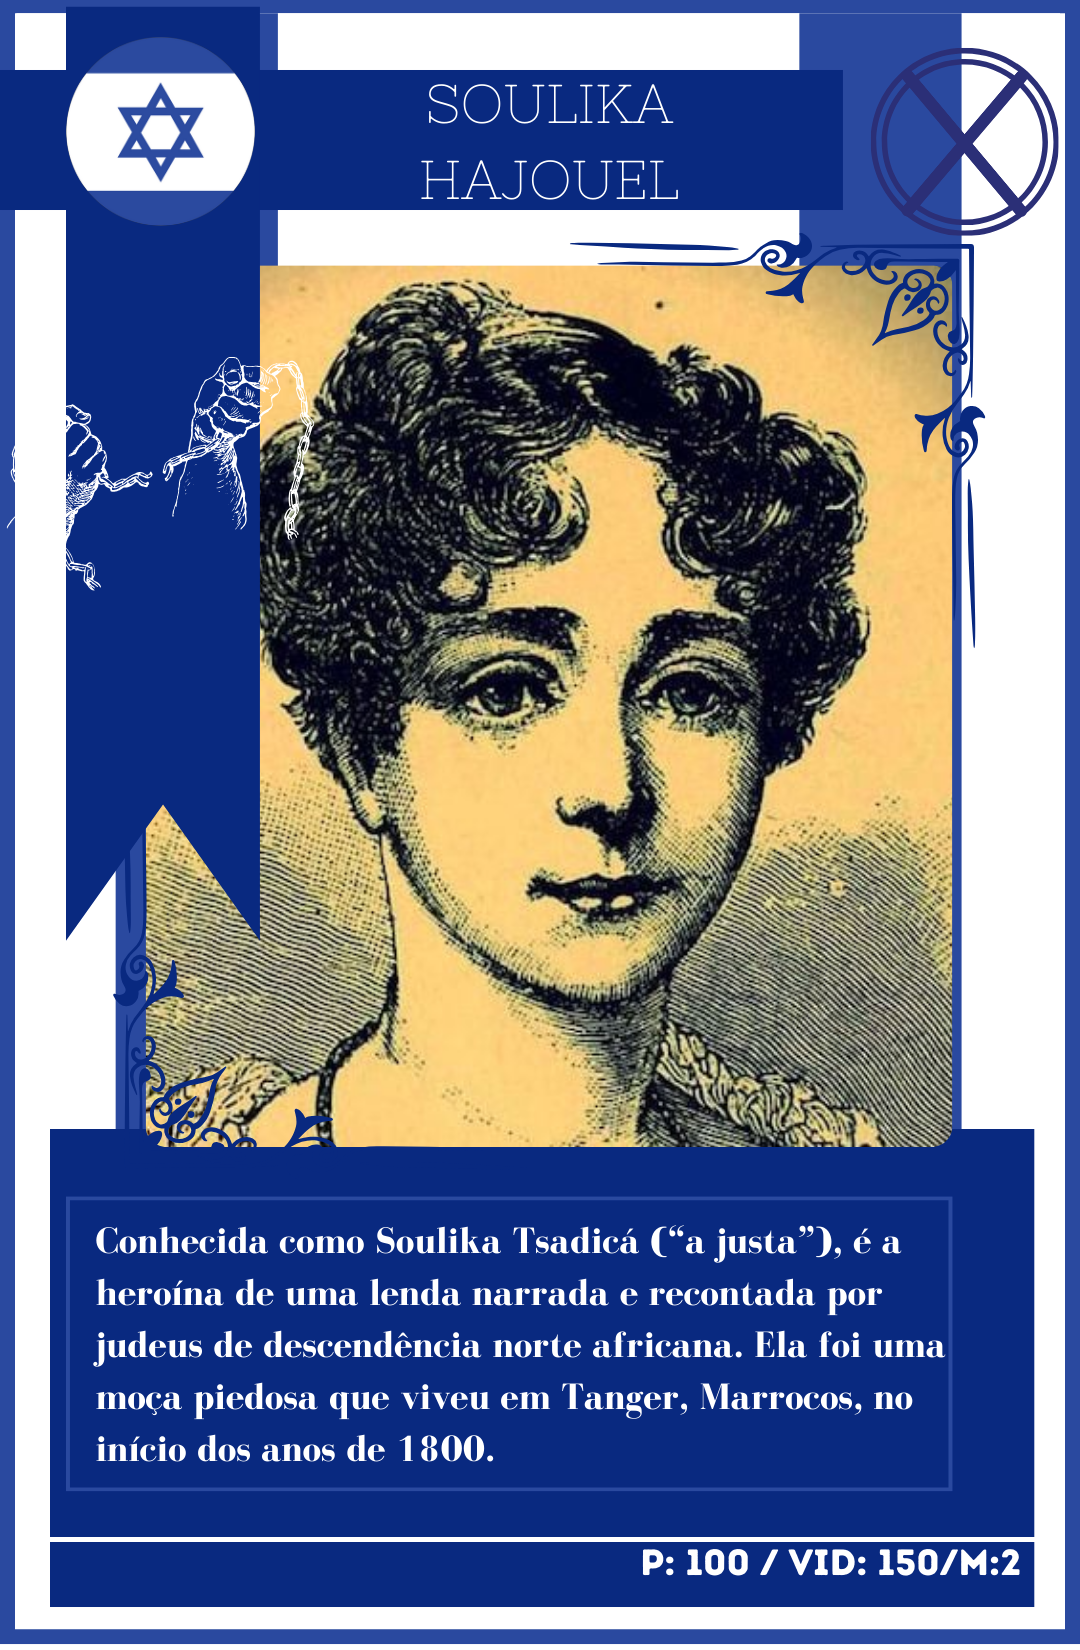 SOULIKA
HAJOUEL
Conhecida como Soulika Tsadicá (“a justa”), é a
heroína de uma lenda narrada e recontada por
judeus de descendência norte africana. Ela foi uma
moça piedosa que viveu em Tanger, Marrocos, no
início dos anos de 1800.
P: 100 / VID: 150/M:2